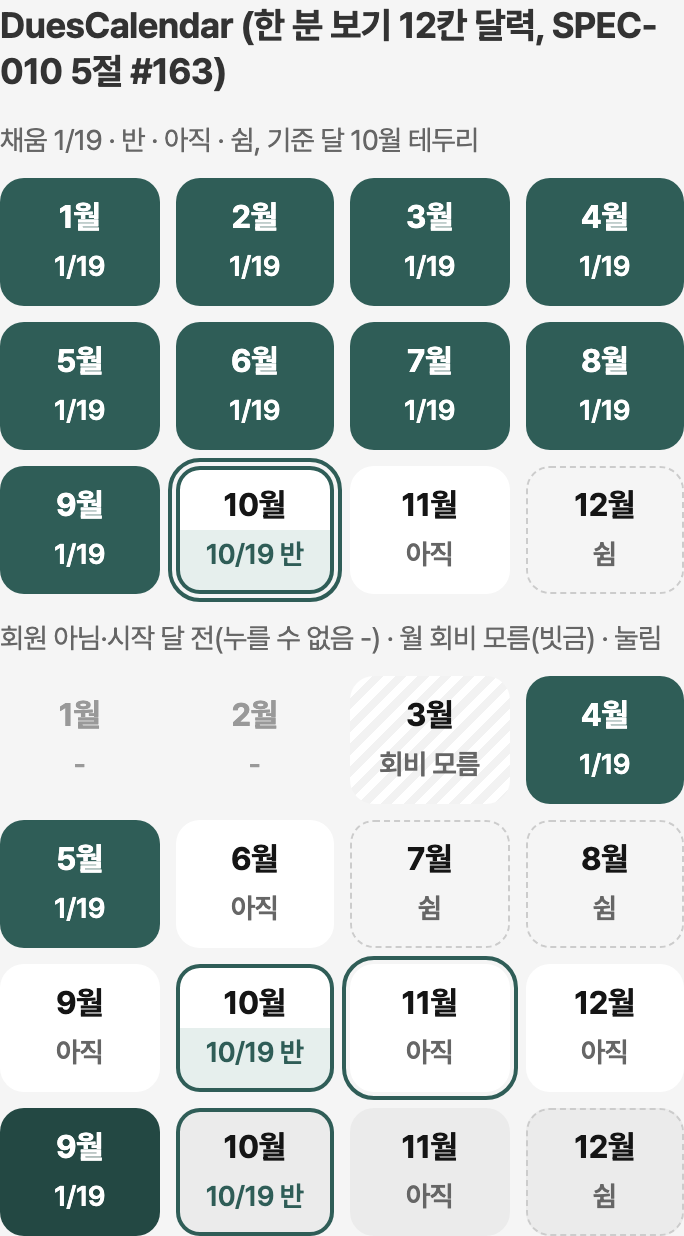 DuesCalendar (한 분 보기 12칸 달력, SPEC-
010 5절 #163)
채움 1/19 · 반 · 아직 · 쉼, 기준 달 10월 테두리
1월 2월 3월 4월
1/19 1/19 1/19 1/19
5월 6월 7월 8월
1/19 1/19 1/19 1/19
9월 10월 11월 12월
1/19 10/19 반 아직 쉼
회원 아님·시작 달 전(누를 수 없음 -) · 월 회비 모름(빗금) · 눌림
1월 2월 3월 4월
- - 회비 모름 1/19
5월 6월 7월 8월
1/19 아직 쉼 쉼
9월 10월 11월 12월
아직 10/19 반 아직 아직
9월 10월 11월 12월
1/19 10/19 반 아직 쉼